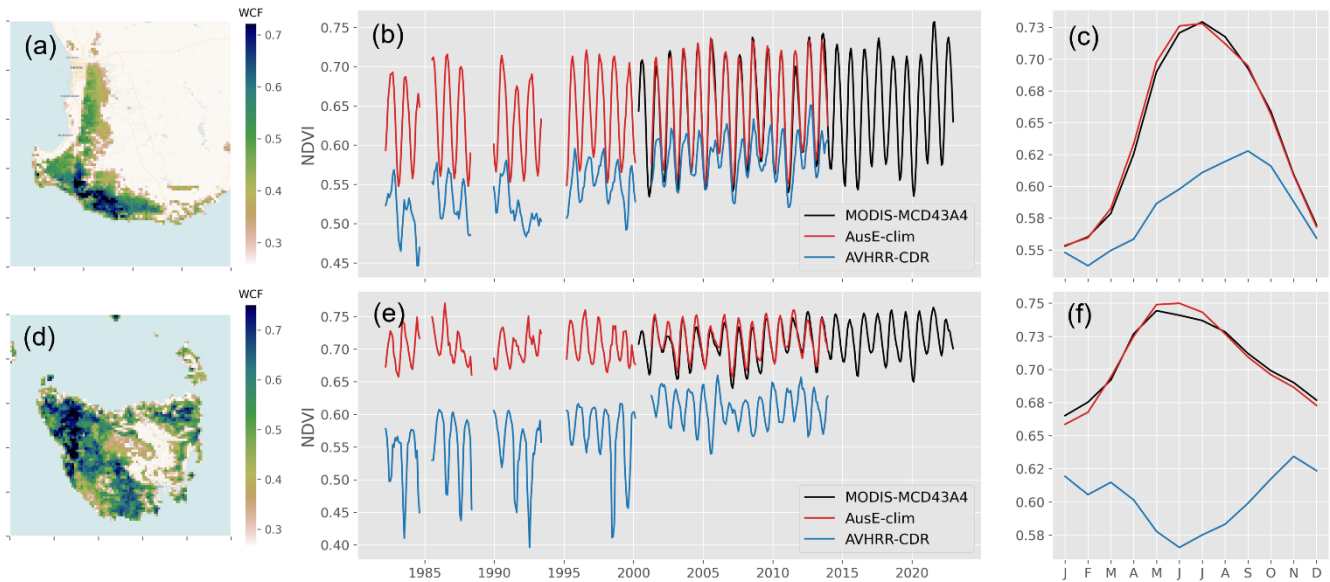 WCF
(a)
0.7
0.6
0.5
0.4
0.3
(b)
NDVI
0.75
0.70
0.65
0.60
0.55
0.50
0.45
MODIS-MCD43A4
AusE-clim
AVHRR-CDR
(c)
0.73
0.70
0.68
0.65
0.62
0.60
0.58
0.55
WCF
(d)
0.7
0.6
0.5
0.4
0.3
(e)
NDVI
0.75
0.70
0.65
0.60
0.55
0.50
0.45
0.40
MODIS-MCD43A4
AusE-clim
AVHRR-CDR
1985 1990 1995 2000 2005 2010 2015 2020
(f)
0.75
0.73
0.70
0.68
0.65
0.62
0.60
0.58
J F M A M J J A S O N D